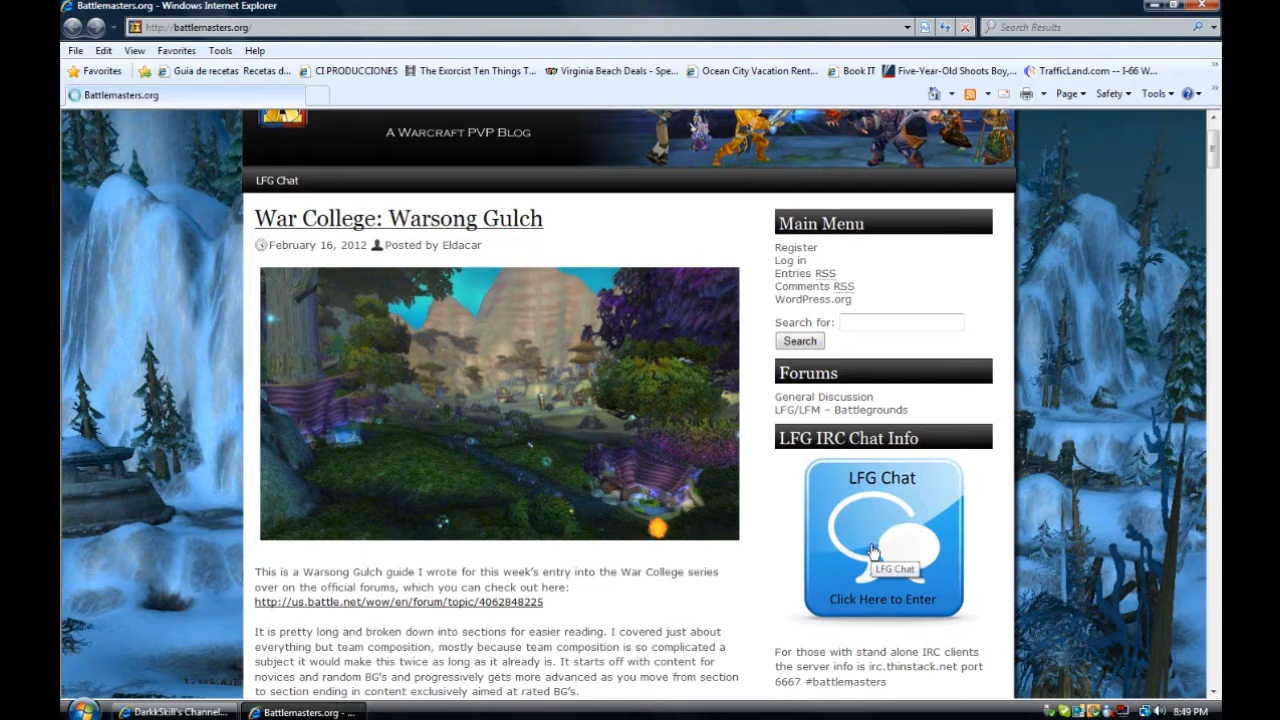 Battlemasters.org - Windows Internet Explorer
http://battlemasters.org/
Search Results
File Edit View Favorites Tools Help
Favorites Guia de recetas Recetas d... CI PRODUCCIONES The Exorcist Ten Things T... Virginia Beach Deals - Spe... Ocean City Vacation Rent... Book IT Five-Year-Old Shoots Boy,... TrafficLand.com -- I-66 W...
Battlemasters.org
Page Safety Tools
A WARCRAFT PVP BLOG
LFG Chat
War College: Warsong Gulch
February 16, 2012 Posted by Eldacar
This is a Warsong Gulch guide I wrote for this week's entry into the War College series
over on the official forums, which you can check out here:
http://us.battle.net/wow/en/forum/topic/4062848225
It is pretty long and broken down into sections for easier reading. I covered just about
everything but team composition, mostly because team composition is so complicated a
subject it would make this twice as long as it already is. It starts off with content for
novices and random BG's and progressively gets more advanced as you move from section
to section ending in content exclusively aimed at rated BG's.
Main Menu
Register
Log in
Entries RSS
Comments RSS
WordPress.org
Search for:
Search
Forums
General Discussion
LFG/LFM – Battlegrounds
LFG IRC Chat Info
LFG Chat
LFG Chat
Click Here to Enter
For those with stand alone IRC clients
the server info is irc.thinstack.net port
6667 #battlemasters
DarkkSkill's Channel... Battlemasters.org - ... 8:49 PM